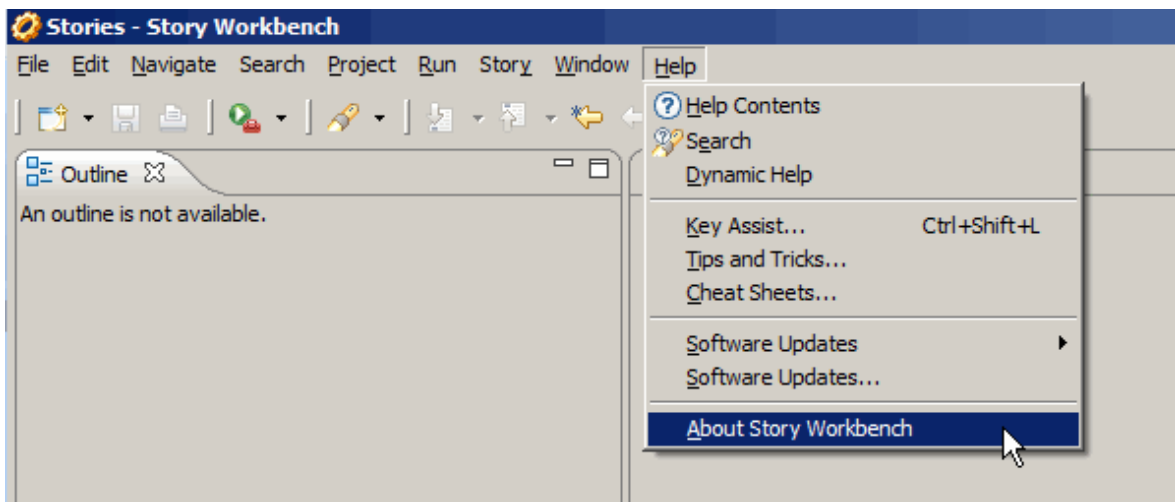 Stories - Story Workbench
File Edit Navigate Search Project Run Story Window Help
Help Contents
Search
Dynamic Help
Key Assist... Ctrl+Shift+L
Tips and Tricks...
Cheat Sheets...
Software Updates
Software Updates...
About Story Workbench
Outline
An outline is not available.